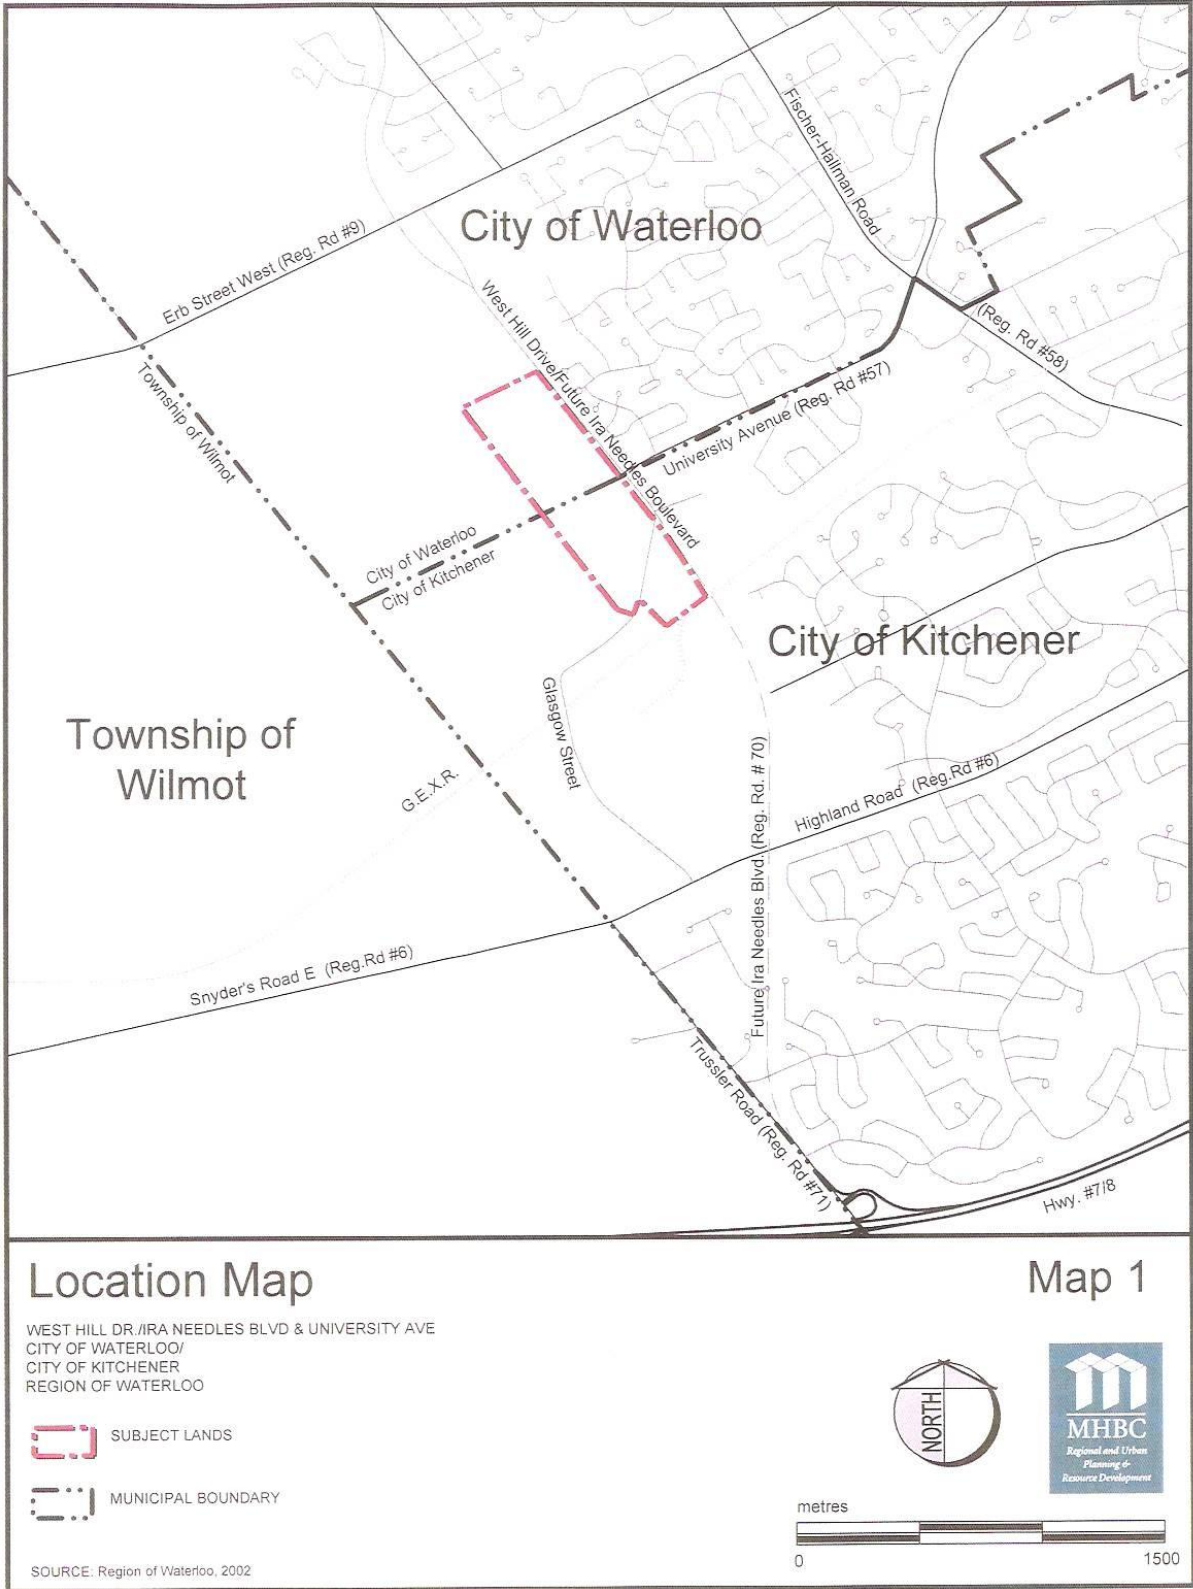 Fischer-Hallman Road
City of Waterloo
Erb Street West (Reg. Rd #9)
West Hill Drive/Future Ira Needles Boulevard
(Reg. Rd #58)
Township of Wilmot
University Avenue (Reg. Rd #57)
City of Waterloo
City of Kitchener
City of Kitchener
Glasgow Street
Township of
Wilmot
G.E.X.R.
Future Ira Needles Blvd. (Reg. Rd. # 70)
Highland Road (Reg.Rd #6)
Snyder's Road E (Reg.Rd #6)
Trussler Road (Reg. Rd #71)
Hwy. #7/8
Location Map
Map 1
WEST HILL DR./IRA NEEDLES BLVD & UNIVERSITY AVE
CITY OF WATERLOO/
CITY OF KITCHENER
REGION OF WATERLOO
SUBJECT LANDS
MUNICIPAL BOUNDARY
NORTH
MHBC
Regional and Urban
Planning &
Resource Development
metres
0 1500
SOURCE: Region of Waterloo, 2002